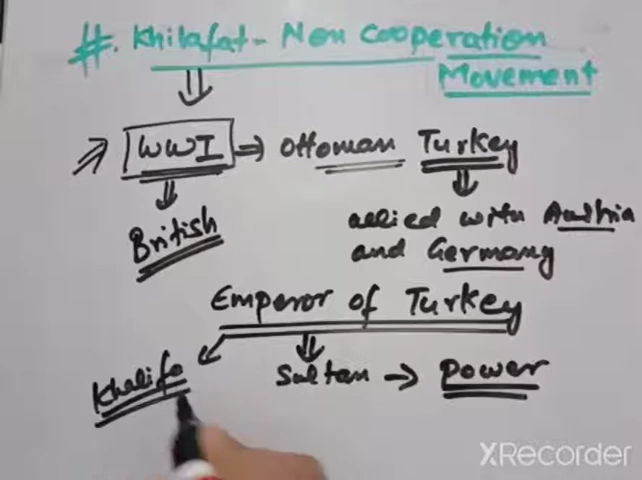 #. Khilafat - Non Cooperation
Movement
WWI => Ottoman Turkey
British
allied with Austria
and Germany
Emperor of Turkey
Khalifa
Sultan → Power
XRecorder